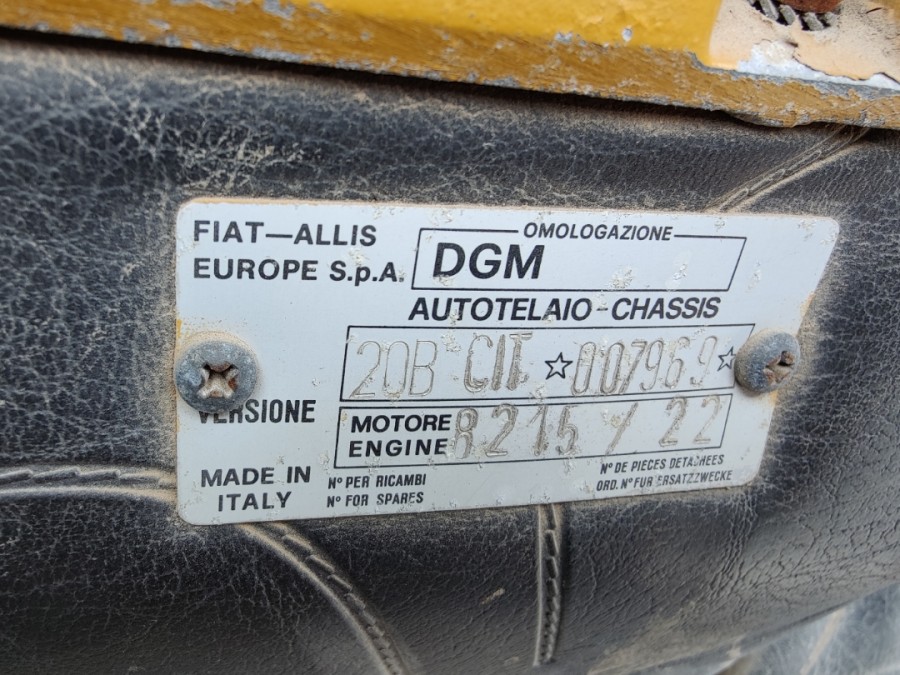 FIAT—ALLIS
EUROPE S.p.A.
OMOLOGAZIONE
DGM
AUTOTELAIO-CHASSIS
20B CIT ☆007969☆
VERSIONE
MOTORE
ENGINE
8215 / 22
MADE IN
ITALY
Nº PER RICAMBI
Nº FOR SPARES
Nº DE PIECES DETACHEES
ORD. Nº FUR ERSATZZWECKE